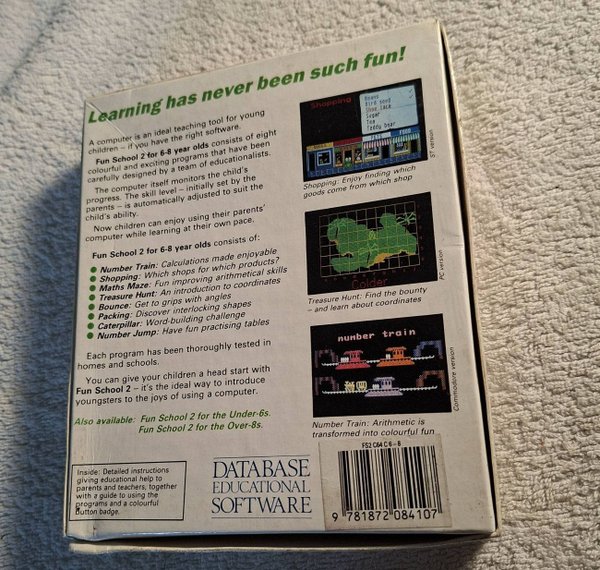 Learning has never been such fun!
A computer is an ideal teaching tool for young
children – if you have the right software.
Fun School 2 for 6-8 year olds consists of eight
colourful and exciting programs that have been
carefully designed by a team of educationalists.
The computer itself monitors the child's
progress. The skill level – initially set by the
parents – is automatically adjusted to suit the
child's ability.
Now children can enjoy using their parents'
computer while learning at their own pace.
Fun School 2 for 6-8 year olds consists of:
Number Train: Calculations made enjoyable
Shopping: Which shops for which products?
Maths Maze: Fun improving arithmetical skills
Treasure Hunt: An introduction to coordinates
Bounce: Get to grips with angles
Packing: Discover interlocking shapes
Caterpillar: Word-building challenge
Number Jump: Have fun practising tables
Each program has been thoroughly tested in
homes and schools.
You can give your children a head start with
Fun School 2 – it's the ideal way to introduce
youngsters to the joys of using a computer.
Also available: Fun School 2 for the Under-6s.
Fun School 2 for the Over-8s.
Inside: Detailed instructions
giving educational help to
parents and teachers, together
with a guide to using the
programs and a colourful
button badge.
DATABASE
EDUCATIONAL
SOFTWARE
Shopping
Bird seed
Shoe lace
Sugar
Tea
Teddy bear
FOOD
ST version
Shopping: Enjoy finding which
goods come from which shop
Colder
PC version
Treasure Hunt: Find the bounty
– and learn about coordinates
number train
Commodore version
Number Train: Arithmetic is
transformed into colourful fun
FS2 C64 C 6 - 8
9 781872 084107